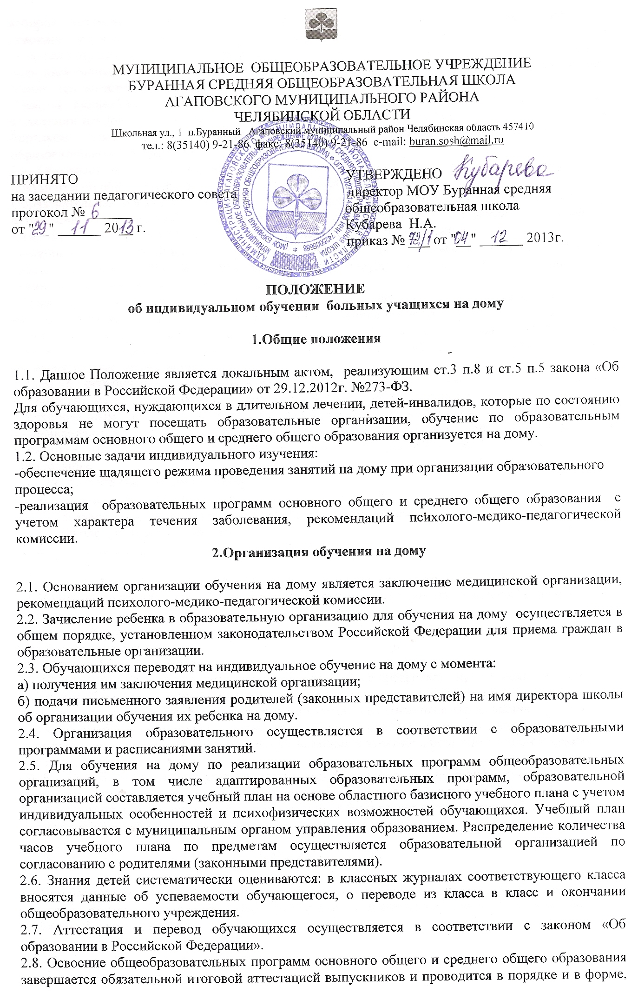 МУНИЦИПАЛЬНОЕ ОБЩЕОБРАЗОВАТЕЛЬНОЕ УЧРЕЖДЕНИЕ
БУРАННАЯ СРЕДНЯЯ ОБЩЕОБРАЗОВАТЕЛЬНАЯ ШКОЛА
АГАПОВСКОГО МУНИЦИПАЛЬНОГО РАЙОНА
ЧЕЛЯБИНСКОЙ ОБЛАСТИ
Школьная ул., 1 п.Буранный Агаповский муниципальный район Челябинская область 457410
тел.: 8(35140) 9-21-86 факс: 8(35140) 9-21-86 e-mail: buran.sosh@mail.ru
ПРИНЯТО
на заседании педагогического совета
протокол № 6
от "29" 11 2013 г.
УТВЕРЖДЕНО Кубарева
директор МОУ Буранная средняя
общеобразовательная школа
Кубарева Н.А.
приказ № 72/1 от "04" 12 2013г.
ПОЛОЖЕНИЕ
об индивидуальном обучении больных учащихся на дому
1.Общие положения
1.1. Данное Положение является локальным актом, реализующим ст.3 п.8 и ст.5 п.5 закона «Об
образовании в Российской Федерации» от 29.12.2012г. №273-ФЗ.
Для обучающихся, нуждающихся в длительном лечении, детей-инвалидов, которые по состоянию
здоровья не могут посещать образовательные организации, обучение по образовательным
программам основного общего и среднего общего образования организуется на дому.
1.2. Основные задачи индивидуального изучения:
-обеспечение щадящего режима проведения занятий на дому при организации образовательного
процесса;
-реализация образовательных программ основного общего и среднего общего образования с
учетом характера течения заболевания, рекомендаций психолого-медико-педагогической
комиссии.
2.Организация обучения на дому
2.1. Основанием организации обучения на дому является заключение медицинской организации,
рекомендаций психолого-медико-педагогической комиссии.
2.2. Зачисление ребенка в образовательную организацию для обучения на дому осуществляется в
общем порядке, установленном законодательством Российской Федерации для приема граждан в
образовательные организации.
2.3. Обучающихся переводят на индивидуальное обучение на дому с момента:
а) получения им заключения медицинской организации;
б) подачи письменного заявления родителей (законных представителей) на имя директора школы
об организации обучения их ребенка на дому.
2.4. Организация образовательного осуществляется в соответствии с образовательными
программами и расписаниями занятий.
2.5. Для обучения на дому по реализации образовательных программ общеобразовательных
организаций, в том числе адаптированных образовательных программ, образовательной
организацией составляется учебный план на основе областного базисного учебного плана с учетом
индивидуальных особенностей и психофизических возможностей обучающихся. Учебный план
согласовывается с муниципальным органом управления образованием. Распределение количества
часов учебного плана по предметам осуществляется образовательной организацией по
согласованию с родителями (законными представителями).
2.6. Знания детей систематически оцениваются: в классных журналах соответствующего класса
вносятся данные об успеваемости обучающегося, о переводе из класса в класс и окончании
общеобразовательного учреждения.
2.7. Аттестация и перевод обучающихся осуществляется в соответствии с законом «Об
образовании в Российской Федерации».
2.8. Освоение общеобразовательных программ основного общего и среднего общего образования
завершается обязательной итоговой аттестацией выпускников и проводится в порядке и в форме.